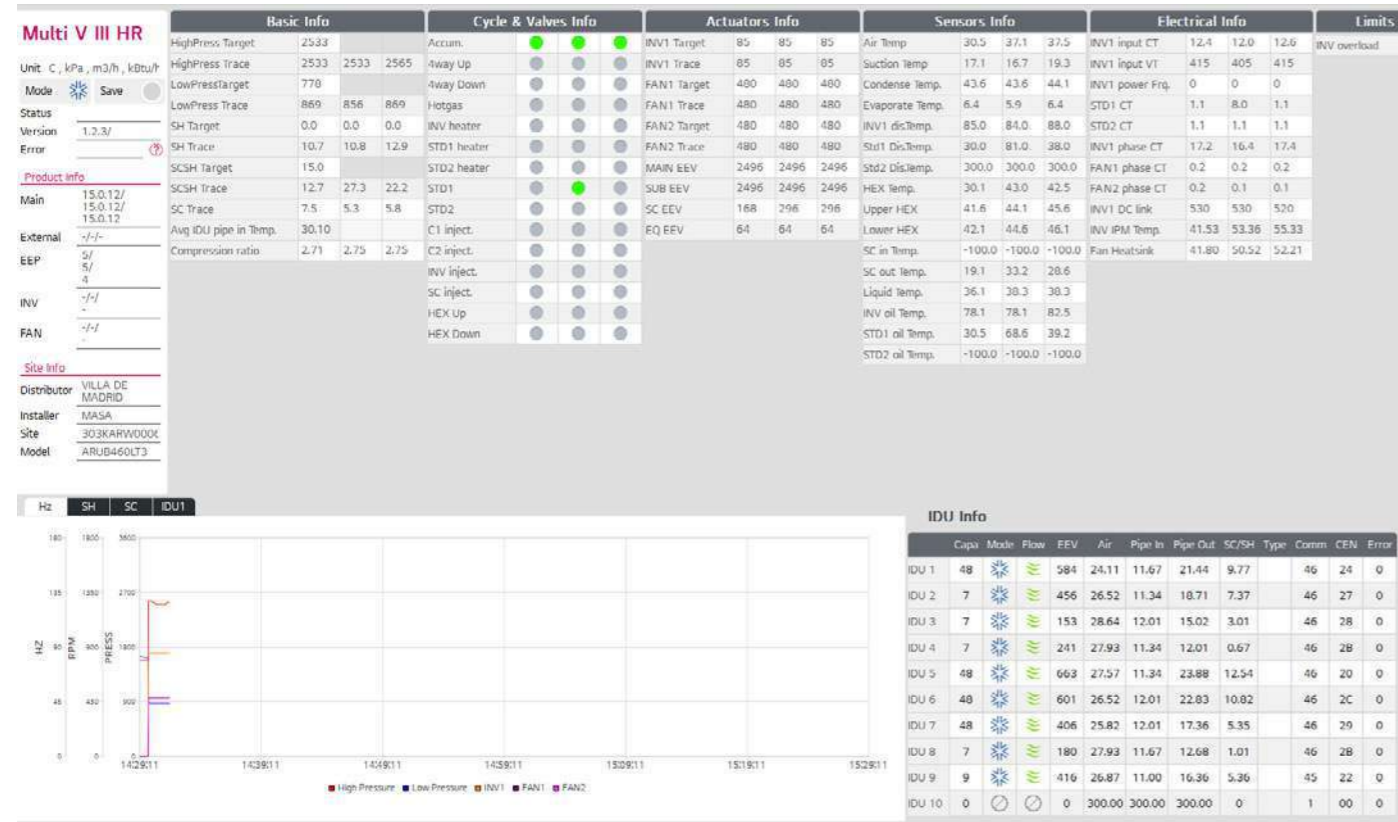 Multi V III HR
Unit C , kPa , m3/h , kBtu/h
Mode Save
Status
Version 1.2.3/
Error
Product Info
Main 15.0.12/
15.0.12/
15.0.12
External -/-/-
EEP 5/
5/
4
INV -/-/
-
FAN -/-/
-
Site Info
Distributor VILLA DE
MADRID
Installer MASA
Site 303KARW0006
Model ARUB460LT3
Basic Info
HighPress Target 2533
HighPress Trace 2533 2533 2565
LowPressTarget 778
LowPress Trace 869 856 869
SH Target 0.0 0.0 0.0
SH Trace 10.7 10.8 12.9
SCSH Target 15.0
SCSH Trace 12.7 27.3 22.2
SC Trace 7.5 5.3 5.8
Avg IDU pipe in Temp. 30.10
Compression ratio 2.71 2.75 2.75
Cycle & Valves Info
Accum.
4way Up
4way Down
Hotgas
INV heater
STD1 heater
STD2 heater
STD1
STD2
C1 inject.
C2 inject.
INV inject.
SC inject.
HEX Up
HEX Down
Actuators Info
INV1 Target 85 85 85
INV1 Trace 85 85 85
FAN1 Target 480 480 480
FAN1 Trace 480 480 480
FAN2 Target 480 480 480
FAN2 Trace 480 480 480
MAIN EEV 2496 2496 2496
SUB EEV 2496 2496 2496
SC EEV 168 296 296
EQ EEV 64 64 64
Sensors Info
Air Temp 30.5 37.1 37.5
Suction Temp 17.1 16.7 19.3
Condense Temp. 43.6 43.6 44.1
Evaporate Temp. 6.4 5.9 6.4
INV1 disTemp. 85.0 84.0 88.0
Std1 DisTemp. 30.0 81.0 38.0
Std2 DisTemp. 300.0 300.0 300.0
HEX Temp. 30.1 43.0 42.5
Upper HEX 41.6 44.1 45.6
Lower HEX 42.1 44.6 46.1
SC in Temp. -100.0 -100.0 -100.0
SC out Temp. 19.1 33.2 28.6
Liquid Temp. 36.1 38.3 38.3
INV oil Temp. 78.1 78.1 82.5
STD1 oil Temp. 30.5 68.6 39.2
STD2 oil Temp. -100.0 -100.0 -100.0
Electrical Info
INV1 input CT 12.4 12.0 12.6
INV1 input VT 415 405 415
INV1 power Frq. 0 0 0
STD1 CT 1.1 8.0 1.1
STD2 CT 1.1 1.1 1.1
INV1 phase CT 17.2 16.4 17.4
FAN1 phase CT 0.2 0.2 0.2
FAN2 phase CT 0.2 0.1 0.1
INV1 DC link 530 530 520
INV IPM Temp. 41.53 53.36 55.33
Fan Heatsink 41.80 50.52 52.21
Limits
INV overload
Hz SH SC IDU1
180 1800 3600
135 1350 2700
90 900 1800
45 450 900
0 0 0
HZ RPM PRESS
14:29:11 14:39:11 14:49:11 14:59:11 15:09:11 15:19:11 15:29:11
High Pressure Low Pressure INV1 FAN1 FAN2
IDU Info
Capa Mode Flow EEV Air Pipe In Pipe Out SC/SH Type Comm CEN Error
IDU 1 48 584 24.11 11.67 21.44 9.77 46 24 0
IDU 2 7 456 26.52 11.34 18.71 7.37 46 27 0
IDU 3 7 153 28.64 12.01 15.02 3.01 46 28 0
IDU 4 7 241 27.93 11.34 12.01 0.67 46 2B 0
IDU 5 48 663 27.57 11.34 23.88 12.54 46 20 0
IDU 6 48 601 26.52 12.01 22.83 10.82 46 2C 0
IDU 7 48 406 25.82 12.01 17.36 5.35 46 29 0
IDU 8 7 180 27.93 11.67 12.68 1.01 46 2B 0
IDU 9 9 416 26.87 11.00 16.36 5.36 45 22 0
IDU 10 0 0 300.00 300.00 300.00 0 1 00 0